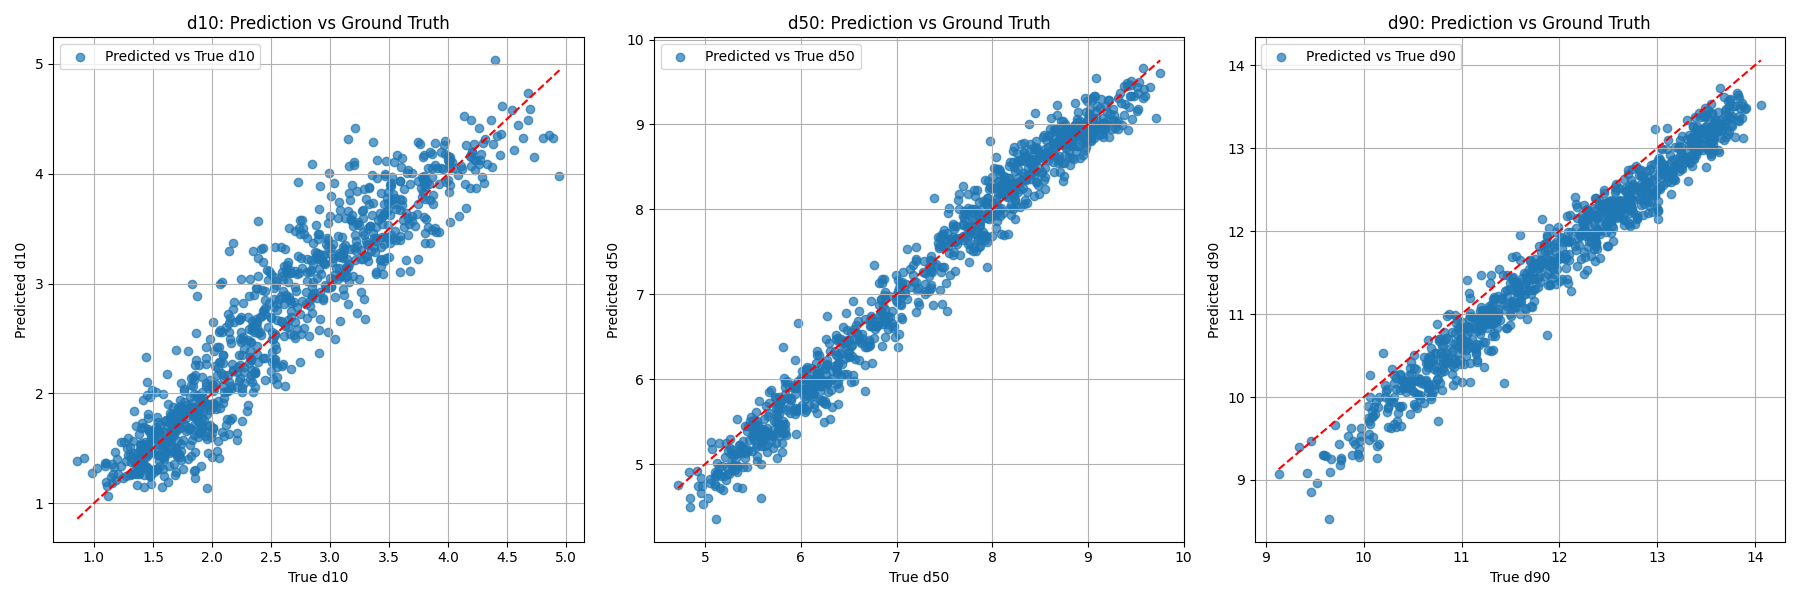 d10: Prediction vs Ground Truth
Predicted vs True d10
5
4
3
2
1
Predicted d10
1.0 1.5 2.0 2.5 3.0 3.5 4.0 4.5 5.0
True d10
d50: Prediction vs Ground Truth
Predicted vs True d50
10
9
8
7
6
5
Predicted d50
5 6 7 8 9 10
True d50
d90: Prediction vs Ground Truth
Predicted vs True d90
14
13
12
11
10
9
Predicted d90
9 10 11 12 13 14
True d90